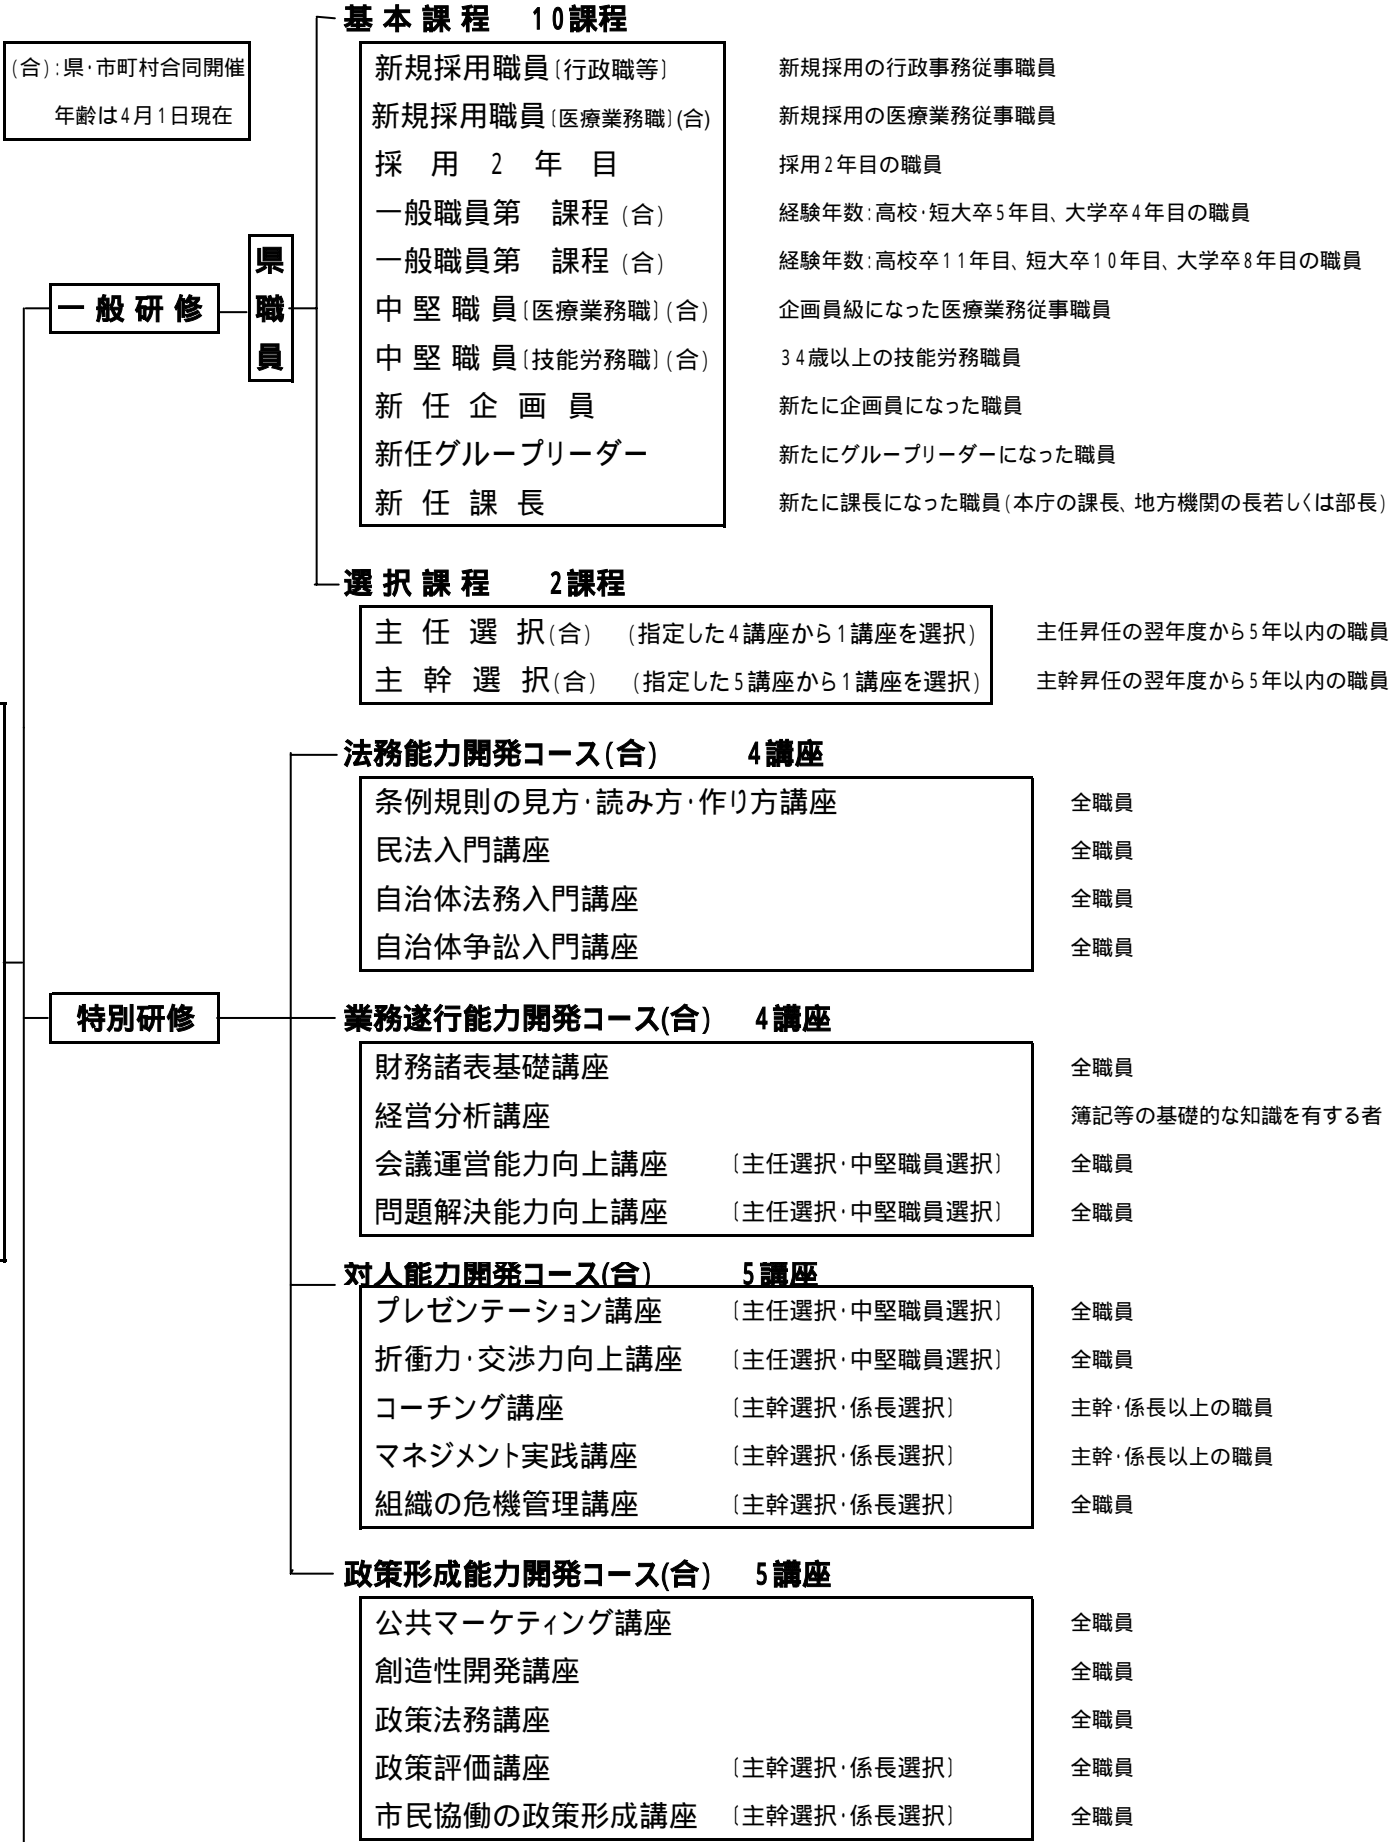 基本課程 10課程
(合):県・市町村合同開催
年齢は4月1日現在
新規採用職員〔行政職等〕 新規採用の行政事務従事職員
新規採用職員〔医療業務職〕(合) 新規採用の医療業務従事職員
採用2年目 採用2年目の職員
一般職員第 課程(合) 経験年数:高校・短大卒5年目、大学卒4年目の職員
一般職員第 課程(合) 経験年数:高校卒11年目、短大卒10年目、大学卒8年目の職員
一般研修
県職員
中堅職員〔医療業務職〕(合) 企画員級になった医療業務従事職員
中堅職員〔技能労務職〕(合) 34歳以上の技能労務職員
新任企画員 新たに企画員になった職員
新任グループリーダー 新たにグループリーダーになった職員
新任課長 新たに課長になった職員(本庁の課長、地方機関の長若しくは部長)
選択課程 2課程
主任選択(合) (指定した4講座から1講座を選択) 主任昇任の翌年度から5年以内の職員
主幹選択(合) (指定した5講座から1講座を選択) 主幹昇任の翌年度から5年以内の職員
法務能力開発コース(合) 4講座
条例規則の見方・読み方・作り方講座 全職員
民法入門講座 全職員
自治体法務入門講座 全職員
自治体争訟入門講座 全職員
特別研修
業務遂行能力開発コース(合) 4講座
財務諸表基礎講座 全職員
経営分析講座 簿記等の基礎的な知識を有する者
会議運営能力向上講座 〔主任選択・中堅職員選択〕 全職員
問題解決能力向上講座 〔主任選択・中堅職員選択〕 全職員
対人能力開発コース(合) 5講座
プレゼンテーション講座 〔主任選択・中堅職員選択〕 全職員
折衝力・交渉力向上講座 〔主任選択・中堅職員選択〕 全職員
コーチング講座 〔主幹選択・係長選択〕 主幹・係長以上の職員
マネジメント実践講座 〔主幹選択・係長選択〕 主幹・係長以上の職員
組織の危機管理講座 〔主幹選択・係長選択〕 全職員
政策形成能力開発コース(合) 5講座
公共マーケティング講座 全職員
創造性開発講座 全職員
政策法務講座 全職員
政策評価講座 〔主幹選択・係長選択〕 全職員
市民協働の政策形成講座 〔主幹選択・係長選択〕 全職員